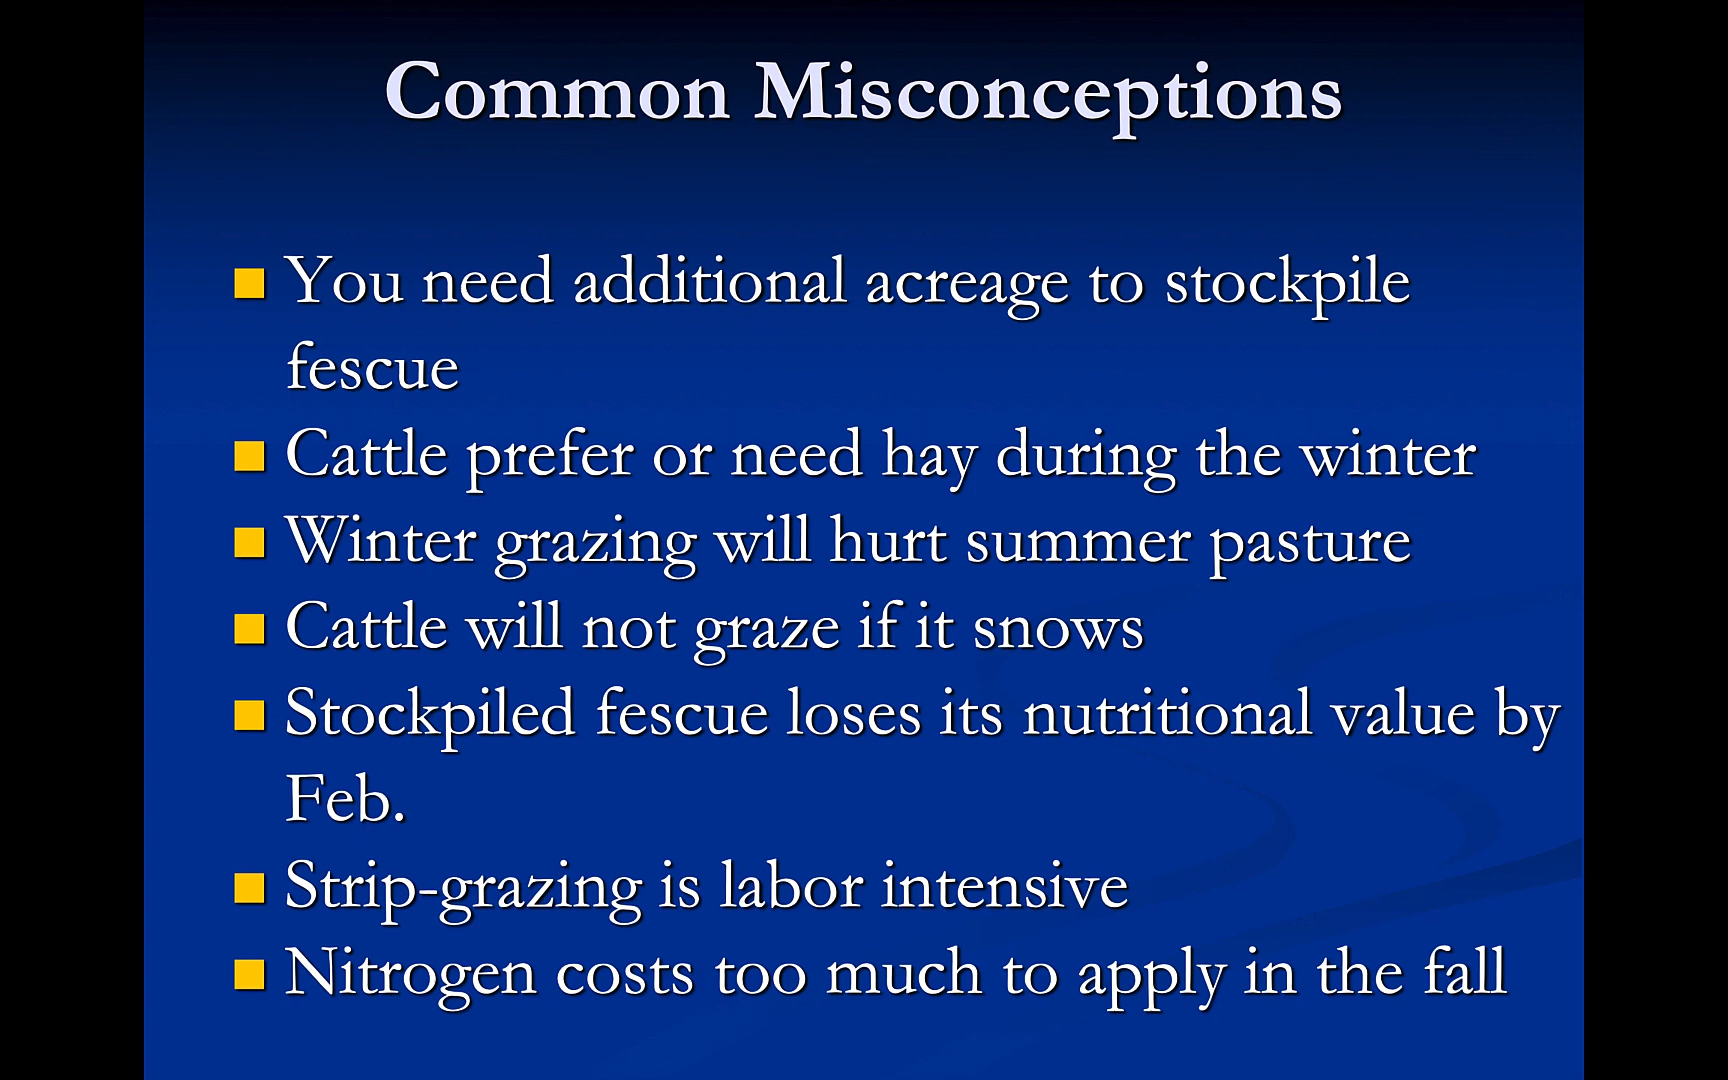 Common Misconceptions
You need additional acreage to stockpile
fescue
Cattle prefer or need hay during the winter
Winter grazing will hurt summer pasture
Cattle will not graze if it snows
Stockpiled fescue loses its nutritional value by
Feb.
Strip-grazing is labor intensive
Nitrogen costs too much to apply in the fall